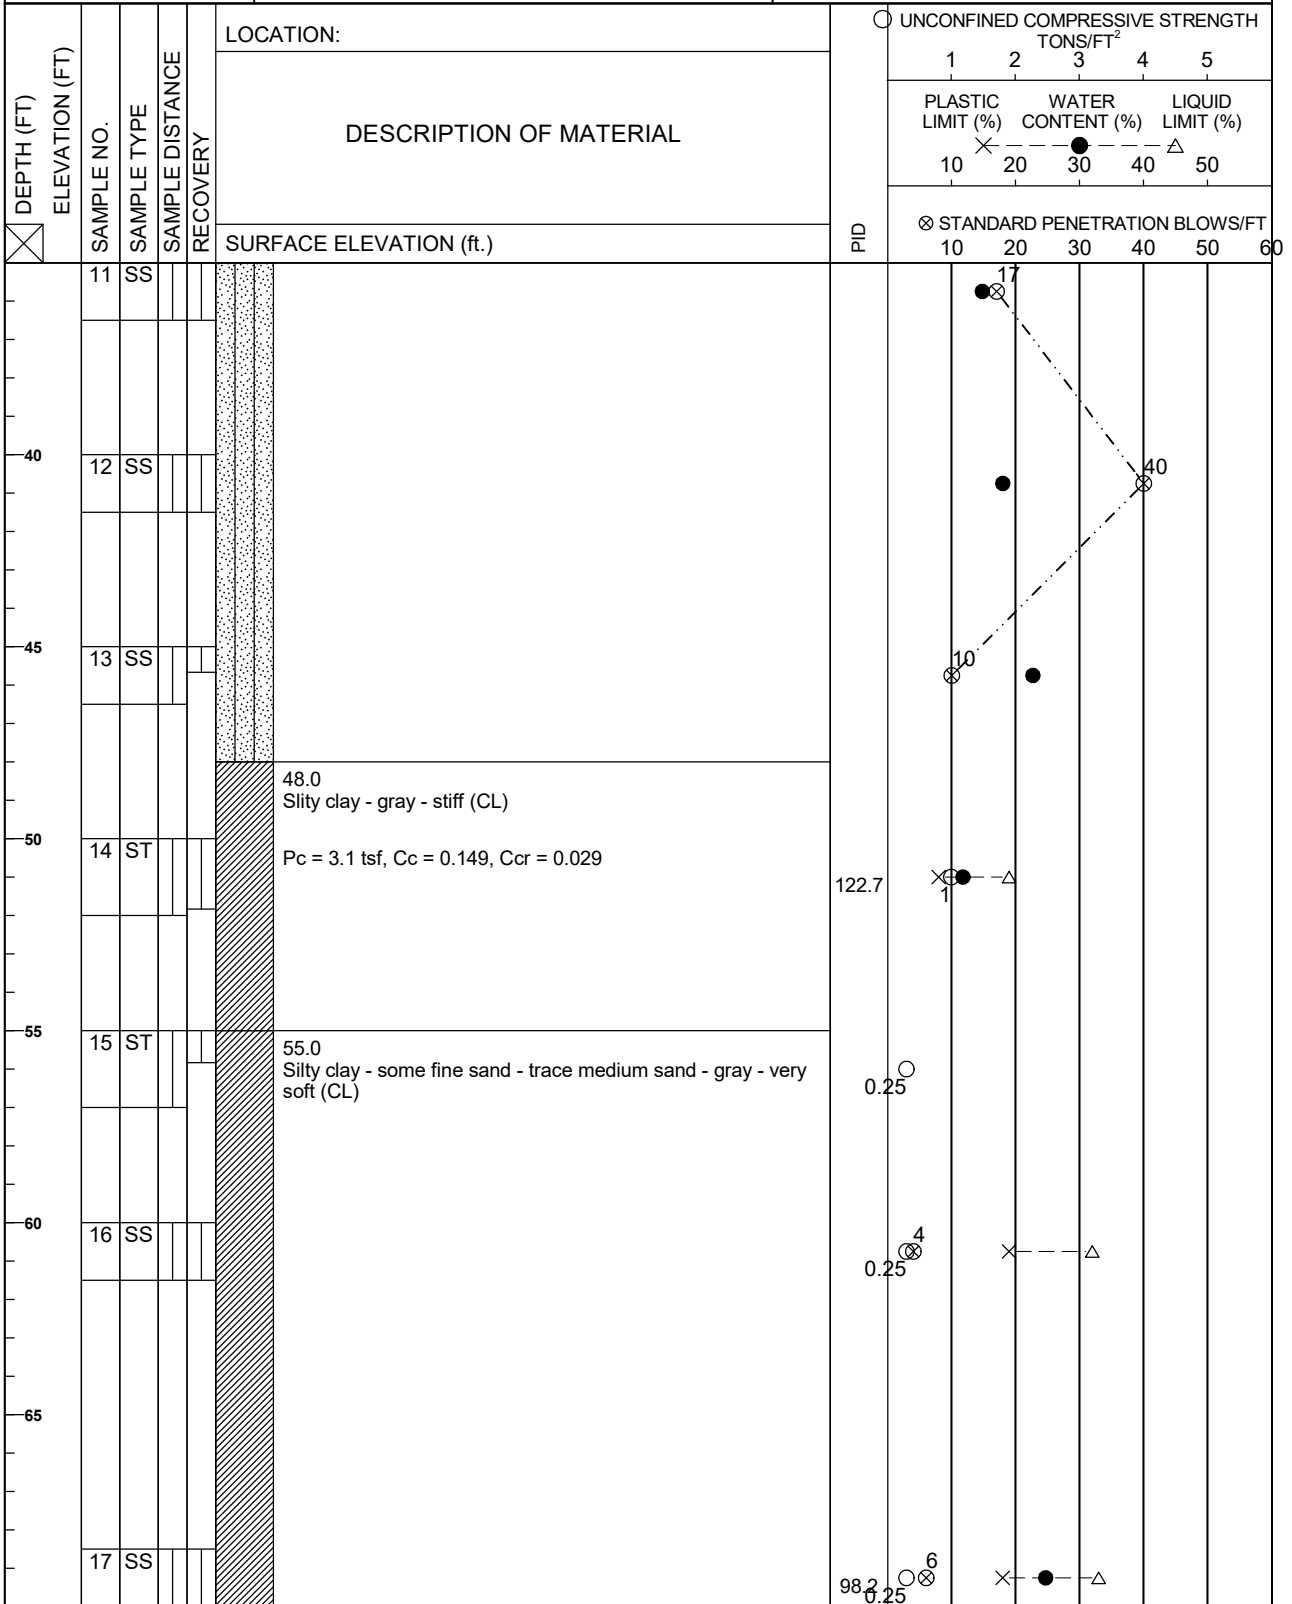 UNCONFINED COMPRESSIVE STRENGTH
TONS/FT²
1 2 3 4 5
PLASTIC LIMIT (%)
WATER CONTENT (%)
LIQUID LIMIT (%)
10 20 30 40 50
STANDARD PENETRATION BLOWS/FT
10 20 30 40 50 60
DEPTH (FT)
ELEVATION (FT)
SAMPLE NO.
SAMPLE TYPE
SAMPLE DISTANCE
RECOVERY
LOCATION:
DESCRIPTION OF MATERIAL
SURFACE ELEVATION (ft.)
PID
11 SS
17
40
12 SS
40
45
13 SS
10
48.0
Slity clay - gray - stiff (CL)
50
14 ST
Pc = 3.1 tsf, Cc = 0.149, Ccr = 0.029
122.7
1
55
15 ST
55.0
Silty clay - some fine sand - trace medium sand - gray - very
soft (CL)
0.25
60
16 SS
4
0.25
65
17 SS
6
98.2
0.25